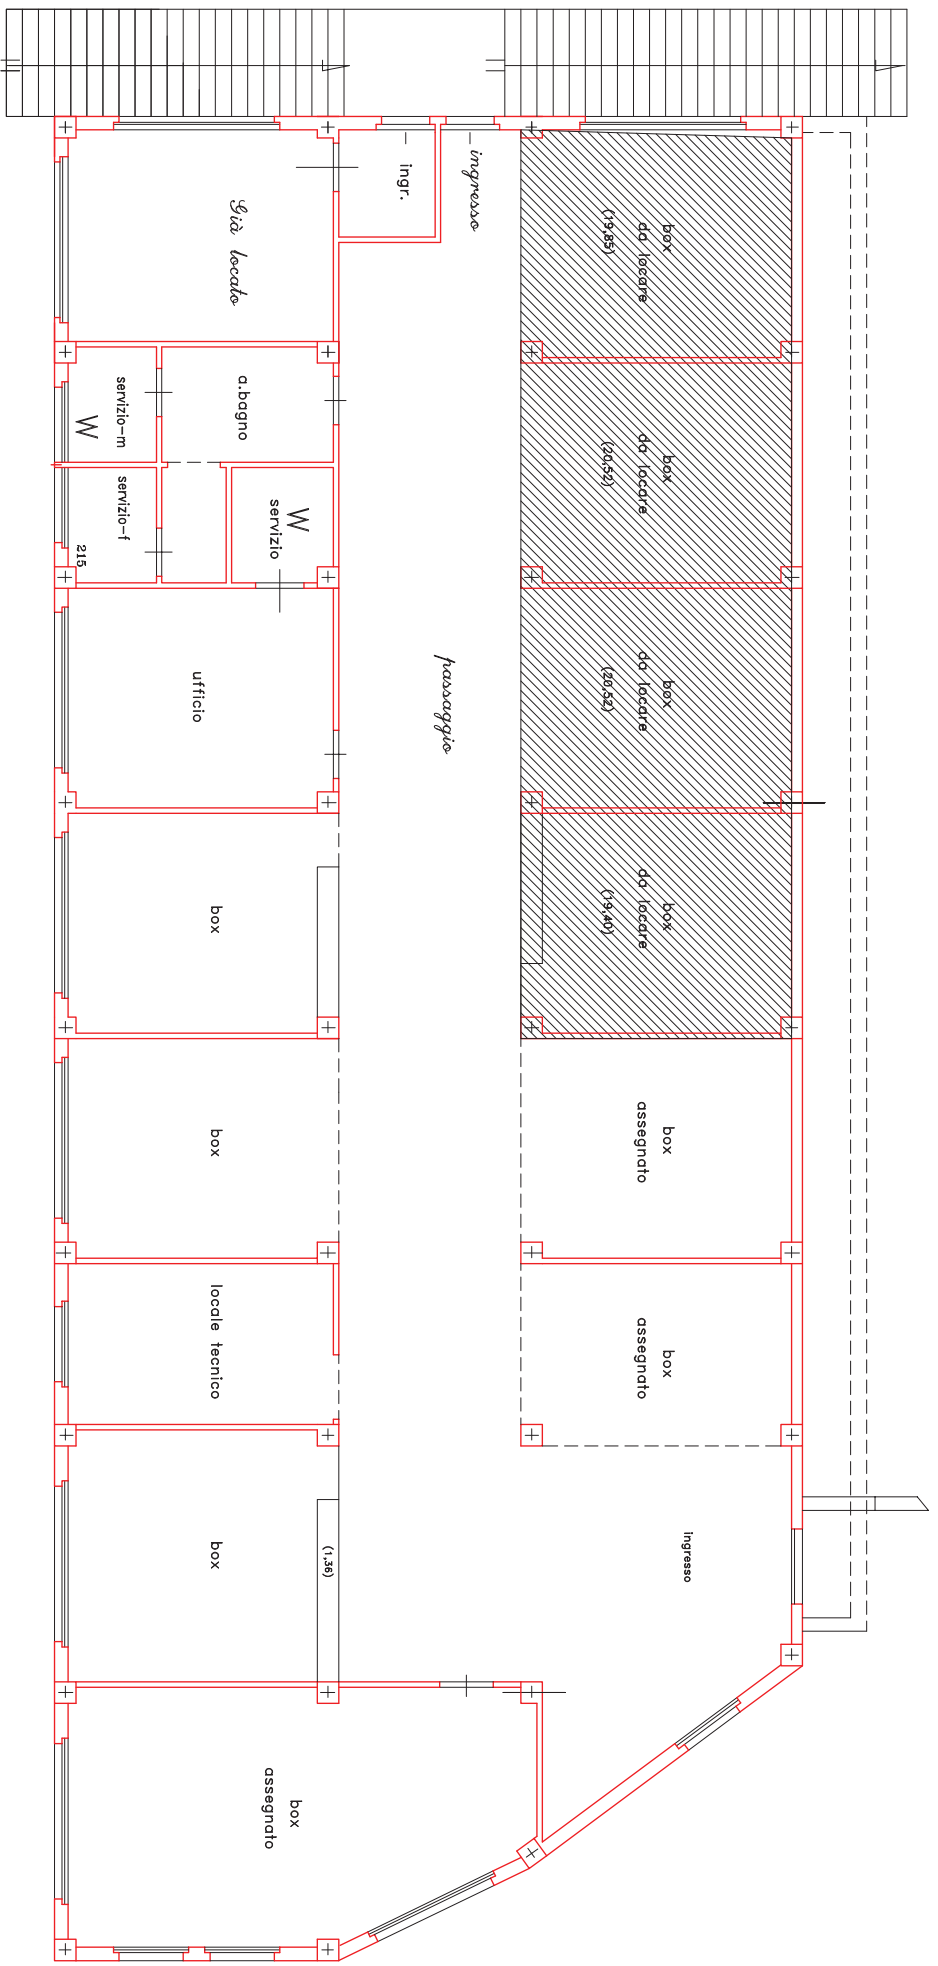 box
da locare
(19,85)
box
da locare
(20,52)
box
da locare
(20,52)
box
da locare
(19,40)
box
assegnato
box
assegnato
ingresso
ingresso
ingr.
passaggio
Già locato
a.bagno
servizio-m
W
servizio-f
215
W
servizio
ufficio
box
box
locale tecnico
box
(1,36)
box
assegnato